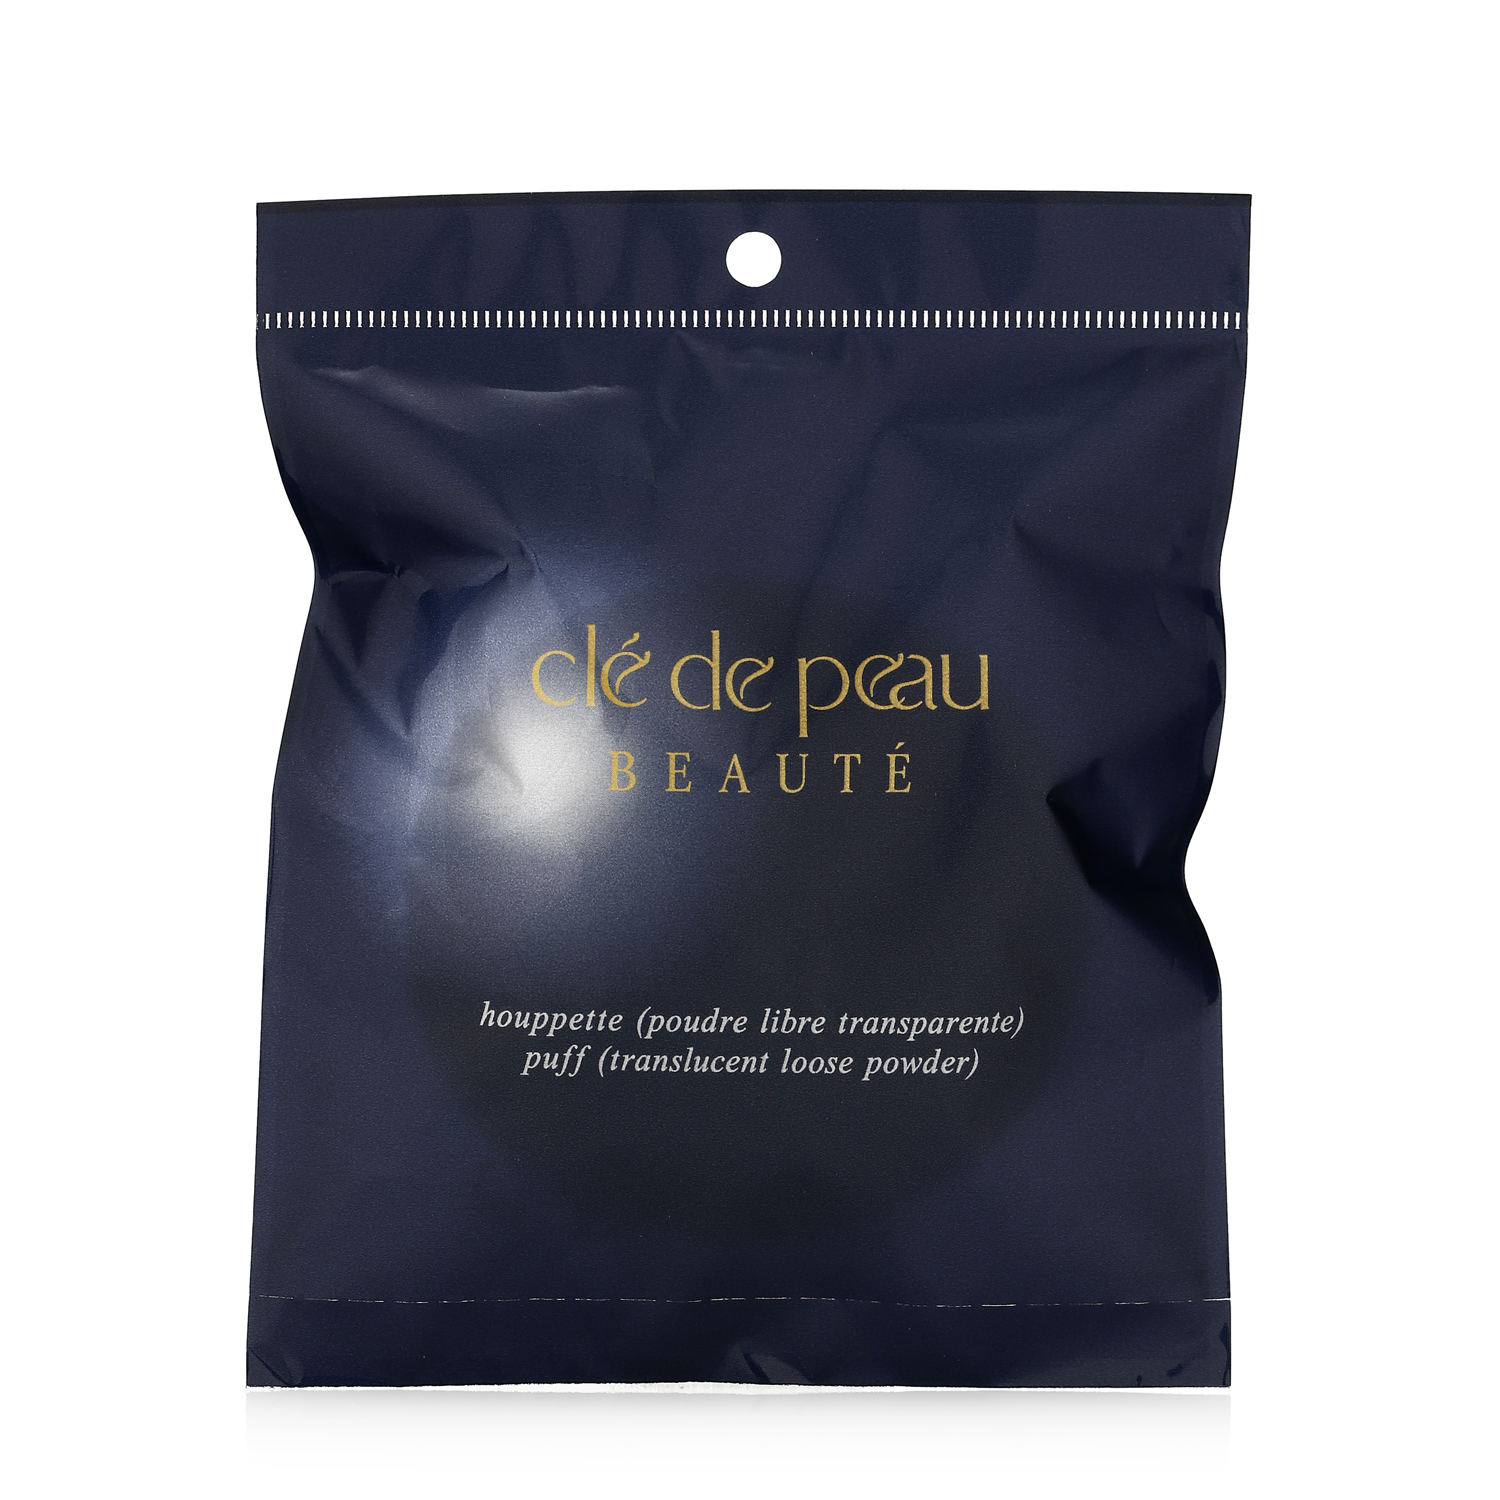 clé de peau
BEAUTÉ
houppette (poudre libre transparente)
puff (translucent loose powder)